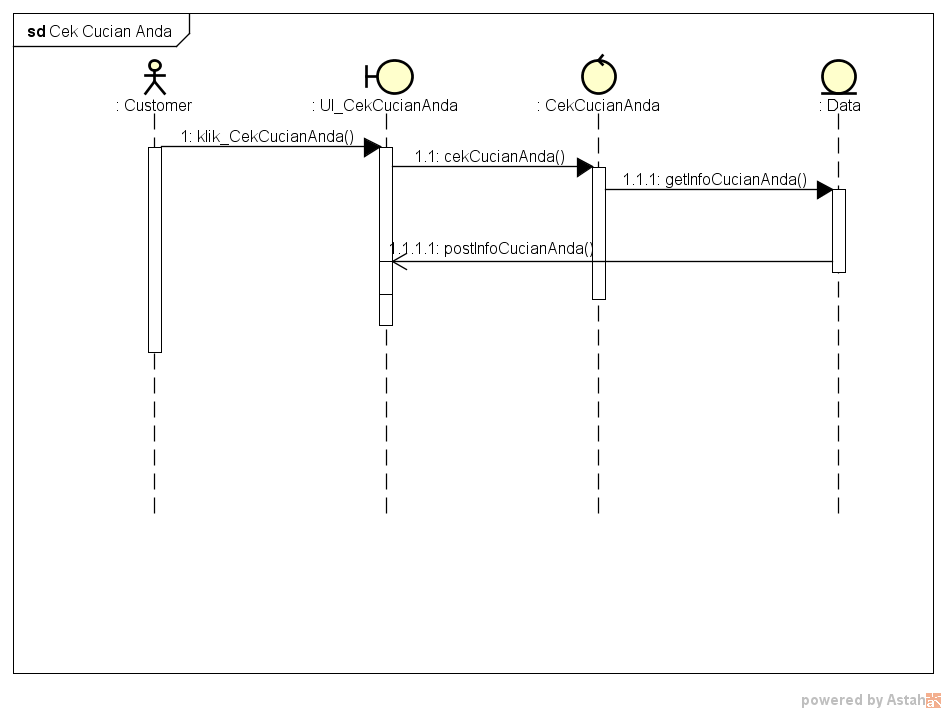 sd Cek Cucian Anda
: Customer
: UI_CekCucianAnda
: CekCucianAnda
: Data
1: klik_CekCucianAnda()
1.1: cekCucianAnda()
1.1.1: getInfoCucianAnda()
1.1.1.1: postInfoCucianAnda()
powered by Astah